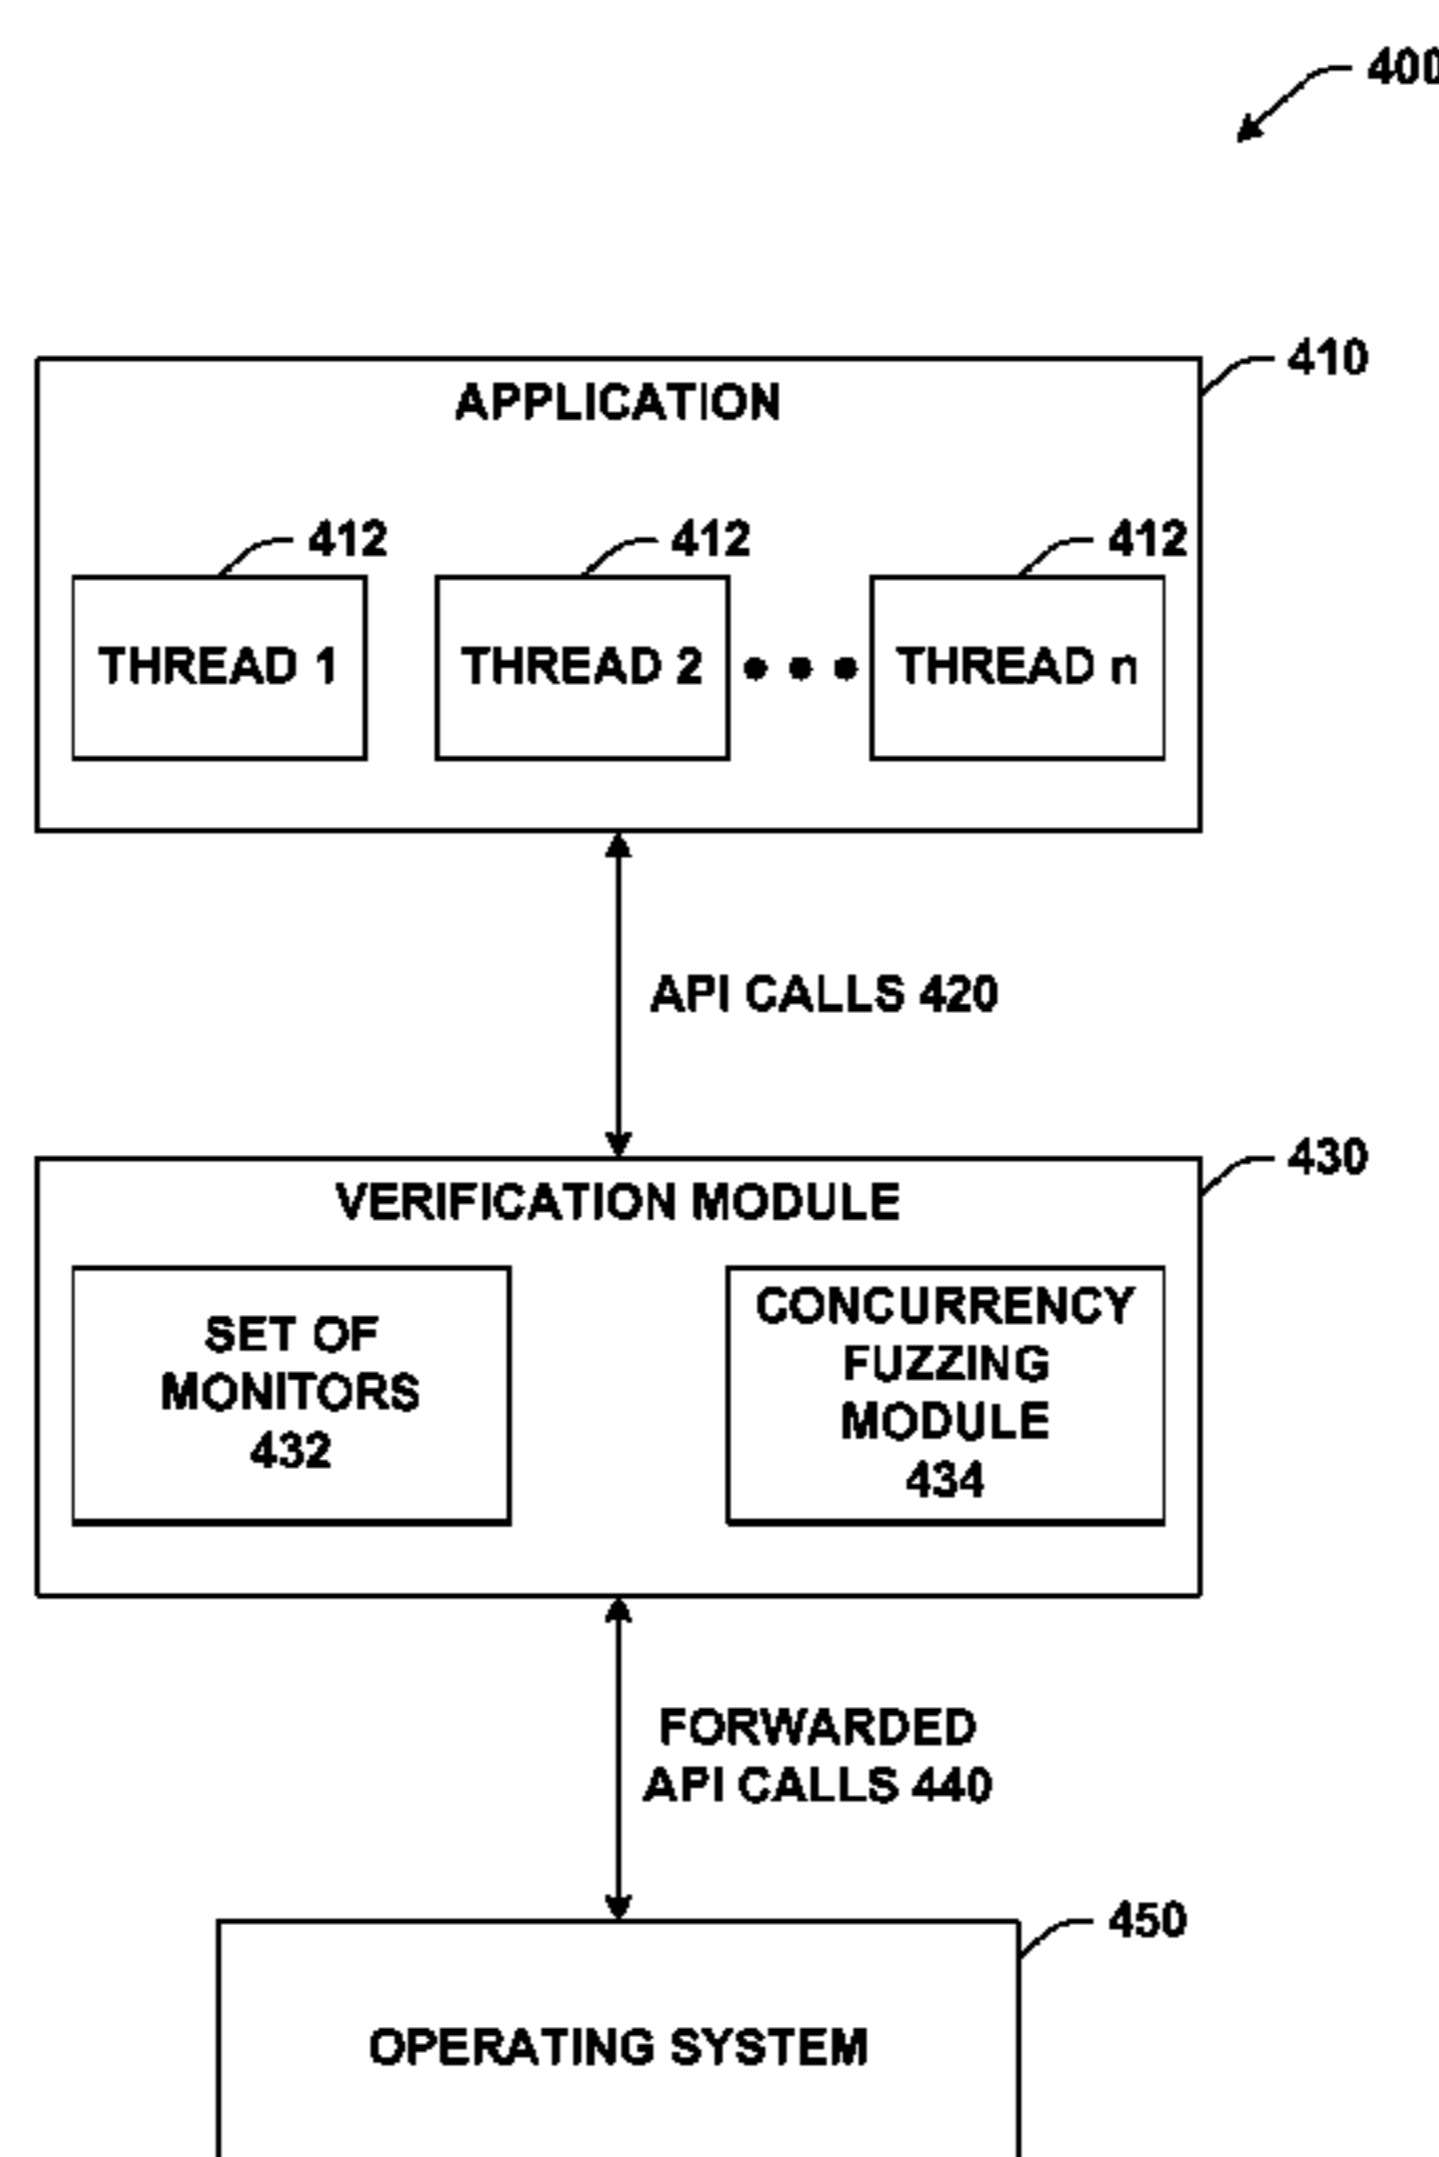 400
410
APPLICATION
412 412 412
THREAD 1 THREAD 2 THREAD n
API CALLS 420
430
VERIFICATION MODULE
SET OF
MONITORS
432
CONCURRENCY
FUZZING
MODULE
434
FORWARDED
API CALLS 440
450
OPERATING SYSTEM